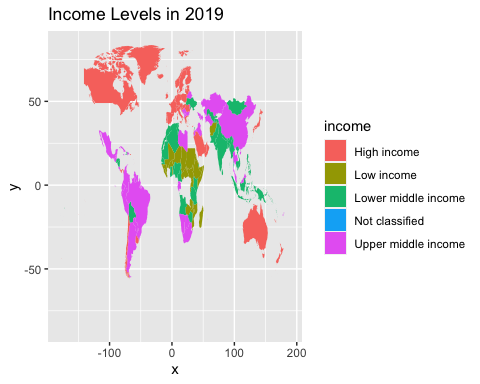 Income Levels in 2019
y
50
0
-50
-100
0
100
200
x
income
High income
Low income
Lower middle income
Not classified
Upper middle income